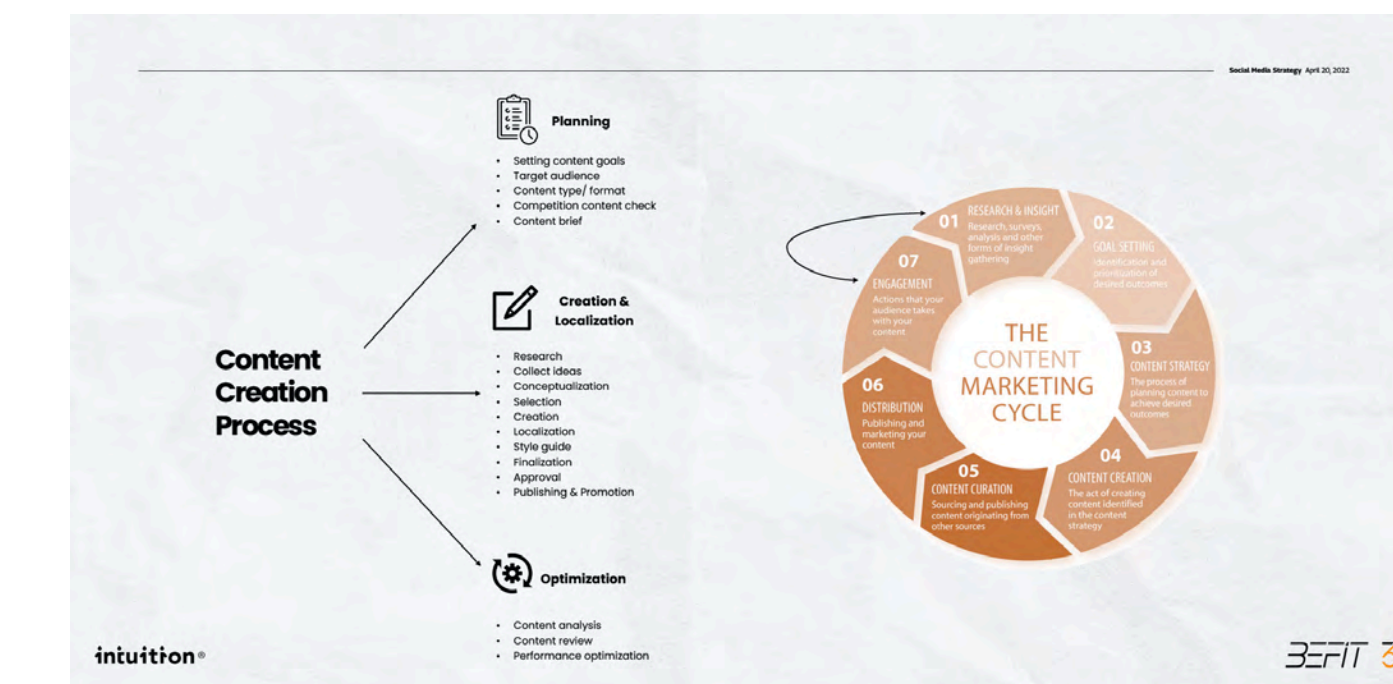 Social Media Strategy April 20, 2022
Content
Creation
Process
Planning
• Setting content goals
• Target audience
• Content type/ format
• Competition content check
• Content brief
Creation &
Localization
• Research
• Collect ideas
• Conceptualization
• Selection
• Creation
• Localization
• Style guide
• Finalization
• Approval
• Publishing & Promotion
Optimization
• Content analysis
• Content review
• Performance optimization
THE
CONTENT
MARKETING
CYCLE
01
RESEARCH & INSIGHT
Research, surveys,
analysis and other
forms of insight
gathering
02
GOAL SETTING
Identification and
prioritization of
desired outcomes
03
CONTENT STRATEGY
The process of
planning content to
achieve desired
outcomes
04
CONTENT CREATION
The act of creating
content identified
in the content
strategy
05
CONTENT CURATION
Sourcing and publishing
content originating from
other sources
06
DISTRIBUTION
Publishing and
marketing your
content
07
ENGAGEMENT
Actions that your
audience takes
with your
content
intuition®
BEFIT 3